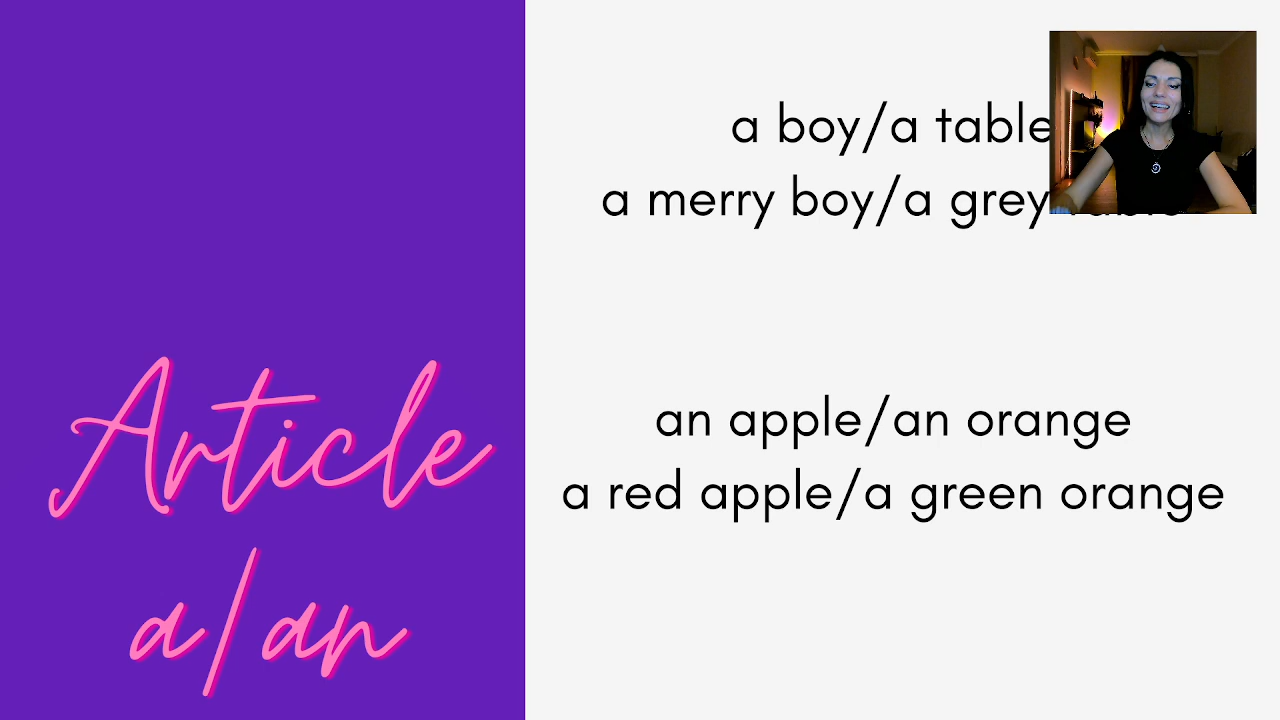 Article
a/an
a boy/a table
a merry boy/a grey
an apple/an orange
a red apple/a green orange